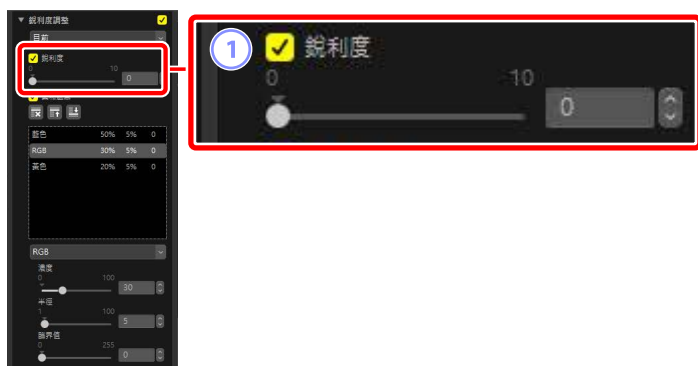 銳利度調整
目前
銳利度
0 10
0
藍色 50% 5% 0
RGB 30% 5% 0
黃色 20% 5% 0
RGB
濃度
0 100
30
半徑
1 100
5
臨界值
0 255
0
1 銳利度
0 10
0